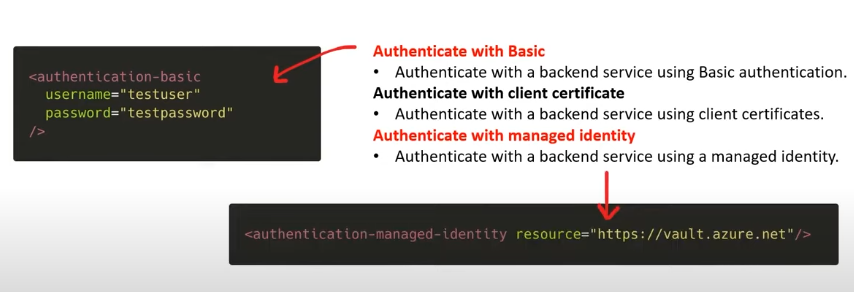 <authentication-basic
username="testuser"
password="testpassword"
/>
Authenticate with Basic
• Authenticate with a backend service using Basic authentication.
Authenticate with client certificate
• Authenticate with a backend service using client certificates.
Authenticate with managed identity
• Authenticate with a backend service using a managed identity.
<authentication-managed-identity resource="https://vault.azure.net"/>